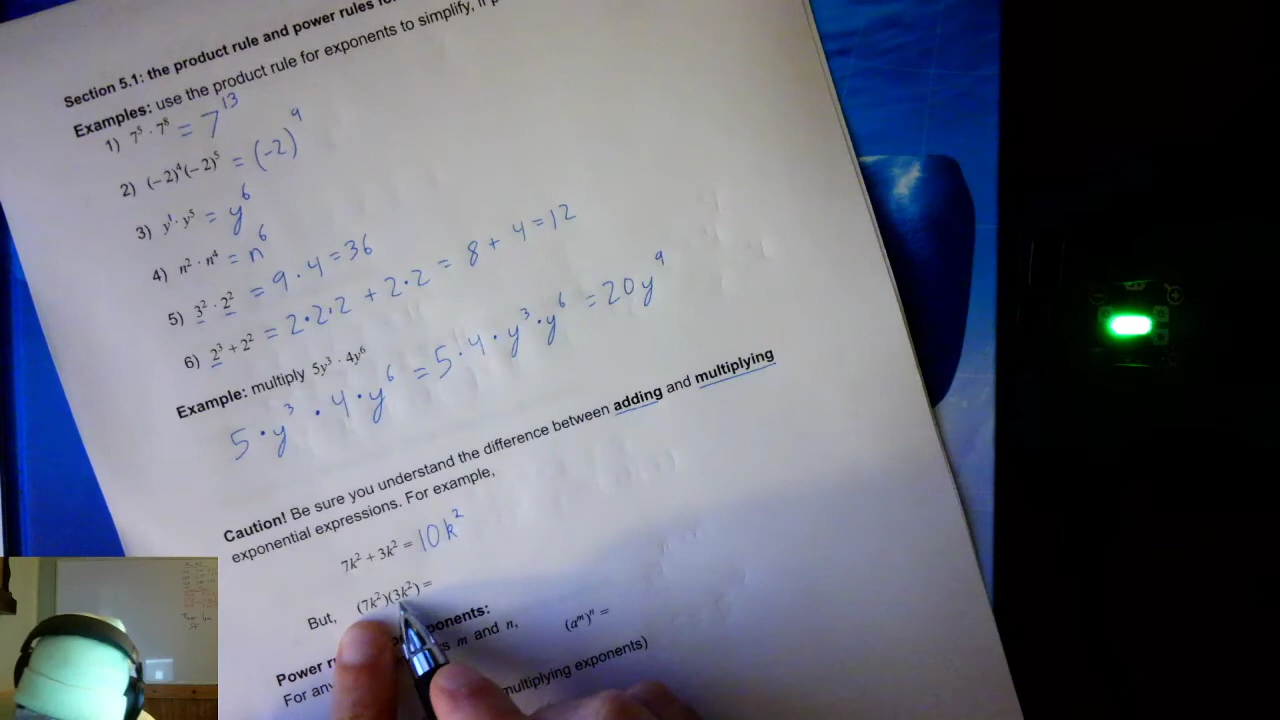 Section 5.1: the product rule and power rules
Examples: use the product rule for exponents to simplify, if
1) 7⁵ · 7⁸ = 7¹³
2) (−2)⁴(−2)⁵ = (-2)⁹
3) y¹ · y⁵ = y⁶
4) n² · n⁴ = n⁶
5) 3² · 2² = 9 · 4 = 36
6) 2³ + 2² = 2·2·2 + 2·2 = 8 + 4 = 12
Example: multiply 5y³ · 4y⁶
5 · y³ · 4 · y⁶ = 5 · 4 · y³ · y⁶ = 20y⁹
Caution! Be sure you understand the difference between adding and multiplying
exponential expressions. For example,
7k² + 3k² = 10k²
But, (7k²)(3k²) =
Power
For any m and n, (aᵐ)ⁿ =
multiplying exponents)